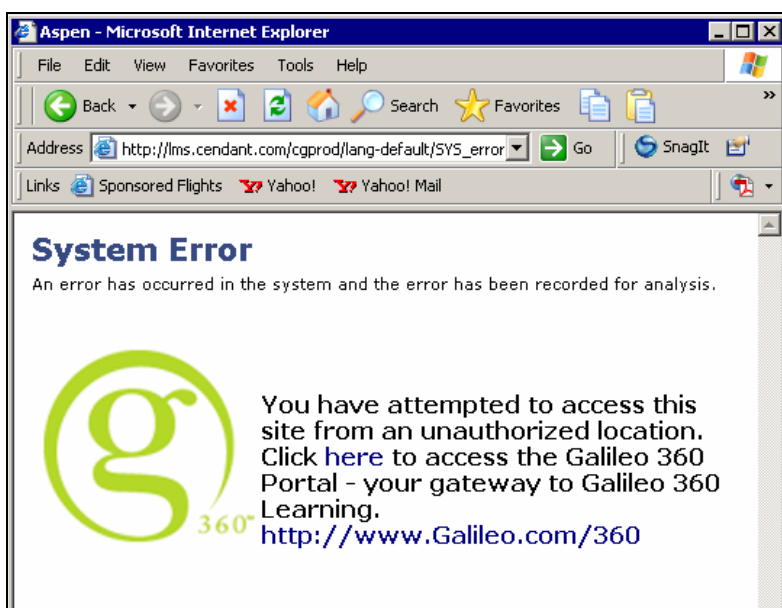 Aspen - Microsoft Internet Explorer
File Edit View Favorites Tools Help
Back Search Favorites »
Address http://lms.cendant.com/cgprod/lang-default/SYS_error Go SnagIt
Links Sponsored Flights Yahoo! Yahoo! Mail
System Error
An error has occurred in the system and the error has been recorded for analysis.
You have attempted to access this
site from an unauthorized location.
Click here to access the Galileo 360
Portal - your gateway to Galileo 360
Learning.
http://www.Galileo.com/360
g
360°